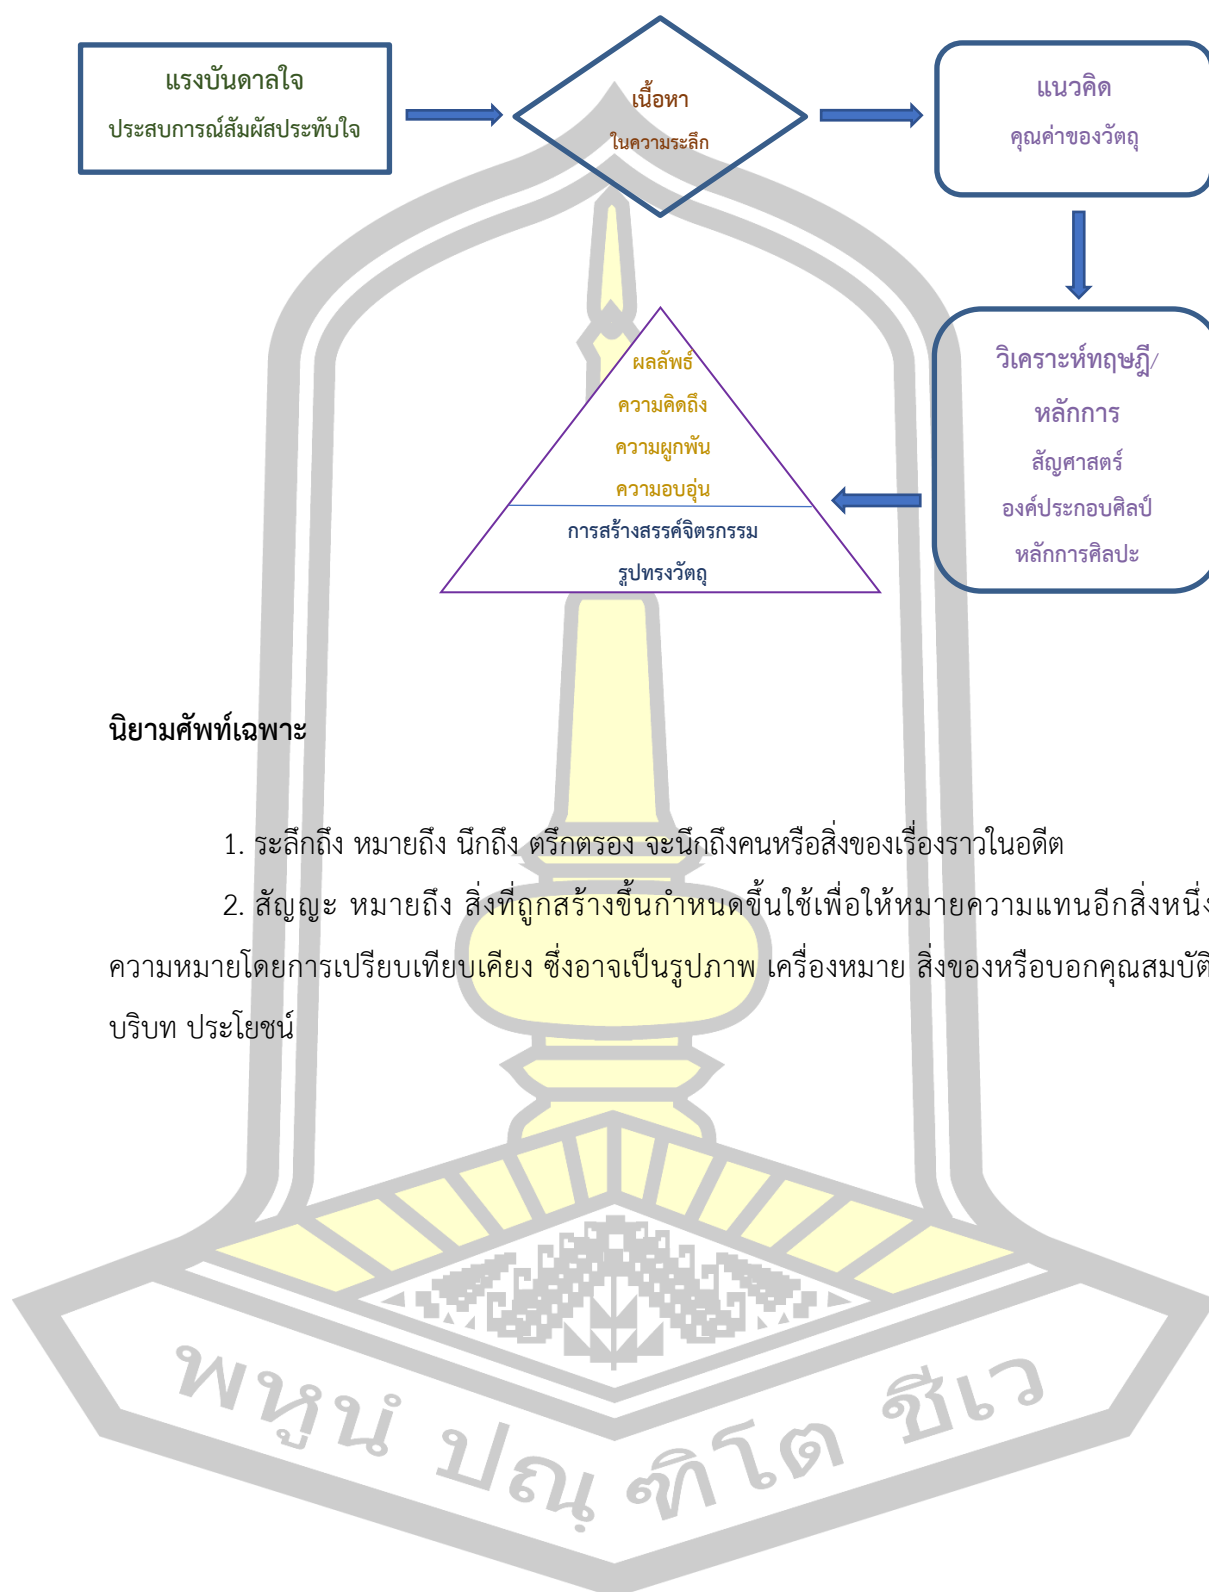 แรงบันดาลใจ
ประสบการณ์สัมผัสประทับใจ
เนื้อหา
ในความระลึก
แนวคิด
คุณค่าของวัตถุ
วิเคราะห์ทฤษฎี/
หลักการ
สัญศาสตร์
องค์ประกอบศิลป์
หลักการศิลปะ
ผลลัพธ์
ความคิดถึง
ความผูกพัน
ความอบอุ่น
การสร้างสรรค์จิตรกรรม
รูปทรงวัตถุ
นิยามศัพท์เฉพาะ
1. ระลึกถึง หมายถึง นึกถึง ตรึกตรอง จะนึกถึงคนหรือสิ่งของเรื่องราวในอดีต
2. สัญญะ หมายถึง สิ่งที่ถูกสร้างขึ้นกำหนดขึ้นใช้เพื่อให้หมายความแทนอีกสิ่งหนึ่ง
ความหมายโดยการเปรียบเทียบเคียง ซึ่งอาจเป็นรูปภาพ เครื่องหมาย สิ่งของหรือบอกคุณสมบัติ
บริบท ประโยชน์
พหูนํ ปณฺฑิโต ชีเว